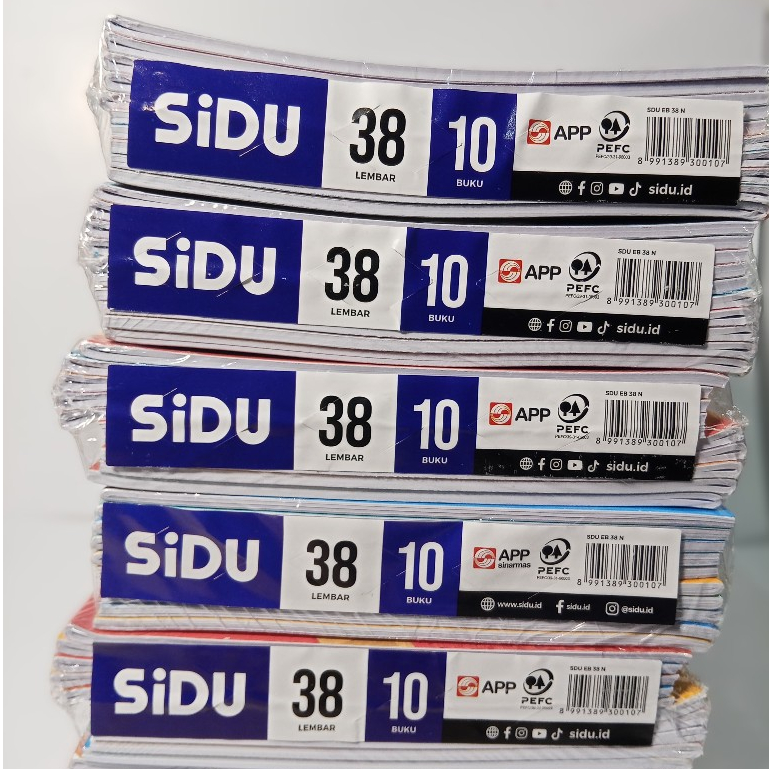 SiDU
38
LEMBAR
10
BUKU
APP
PEFC
SDU EB 38 N
8 991389 300107
sidu.id
SiDU
38
LEMBAR
10
BUKU
APP
PEFC
SDU EB 38 N
8 991389 300107
sidu.id
SiDU
38
LEMBAR
10
BUKU
APP
PEFC
SDU EB 38 N
8 991389 300107
sidu.id
SiDU
38
LEMBAR
10
BUKU
APP
sinarmas
PEFC
SDU EB 38 N
8 991389 300107
www.sidu.id
sidu.id
@sidu.id
SiDU
38
LEMBAR
10
BUKU
APP
PEFC
SDU EB 38 N
8 991389 300107
sidu.id